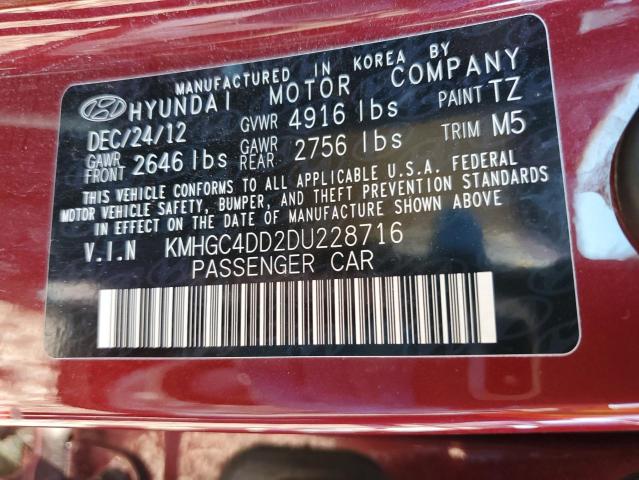 MANUFACTURED IN KOREA BY
HYUNDAI MOTOR COMPANY
DEC/24/12 GVWR 4916 lbs PAINT TZ
GAWR FRONT 2646 lbs GAWR REAR 2756 lbs TRIM M5
THIS VEHICLE CONFORMS TO ALL APPLICABLE U.S.A. FEDERAL
MOTOR VEHICLE SAFETY, BUMPER, AND THEFT PREVENTION STANDARDS
IN EFFECT ON THE DATE OF MANUFACTURE SHOWN ABOVE
V.I.N KMHGC4DD2DU228716
PASSENGER CAR